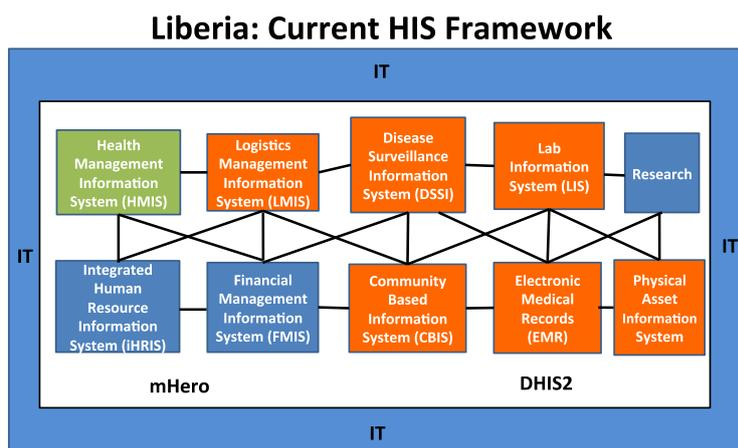 Liberia: Current HIS Framework
IT
Health
Management
Information
System (HMIS)
Logistics
Management
Information
System (LMIS)
Disease
Surveillance
Information
System (DSSI)
Lab
Information
System (LIS)
Research
IT
IT
Integrated
Human
Resource
Information
System (iHRIS)
Financial
Management
Information
System (FMIS)
Community
Based
Information
System (CBIS)
Electronic
Medical
Records
(EMR)
Physical
Asset
Information
System
mHero
DHIS2
IT